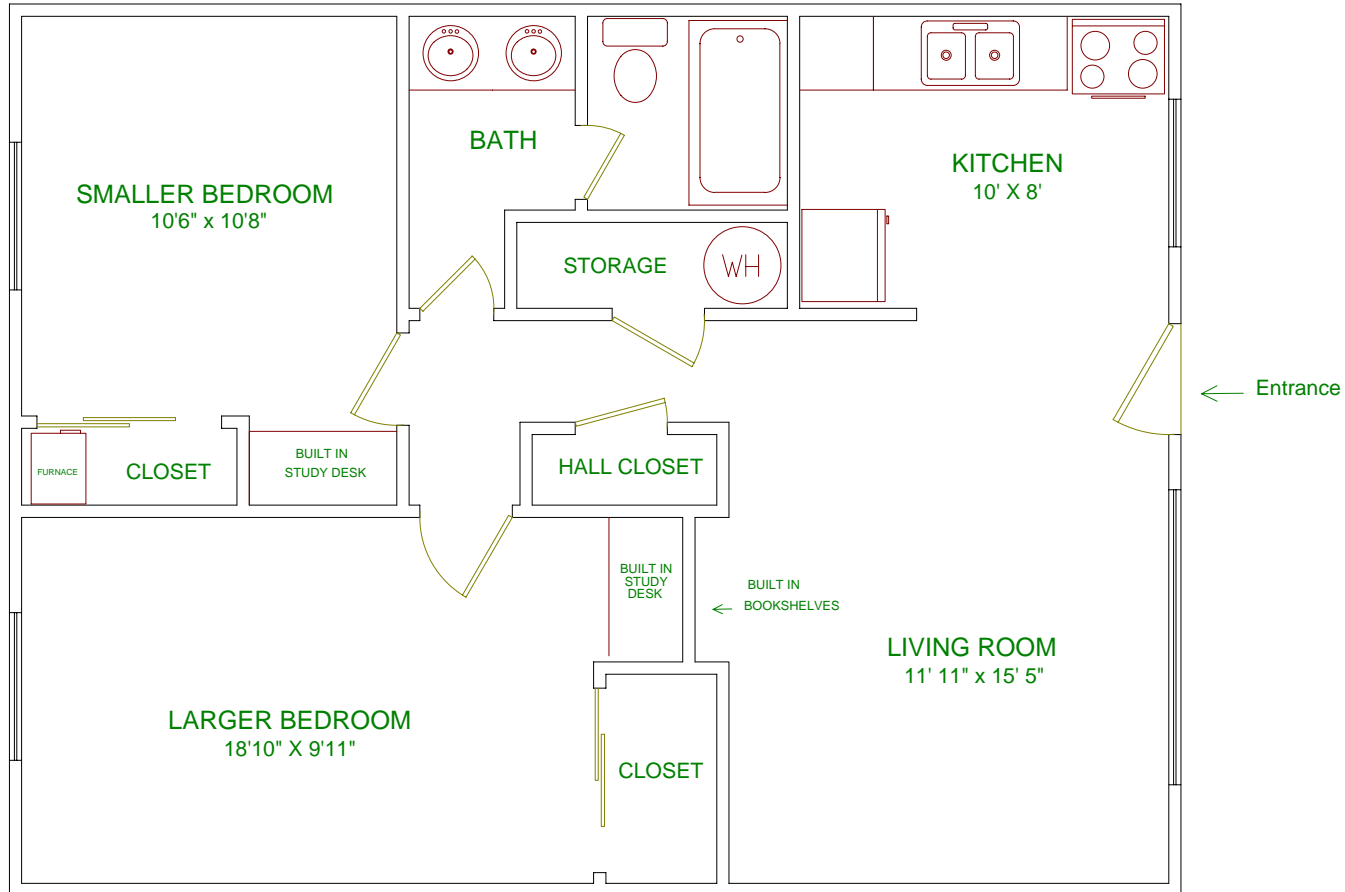 BATH
KITCHEN
10' X 8'
SMALLER BEDROOM
10'6" x 10'8"
STORAGE
WH
Entrance
FURNACE
CLOSET
BUILT IN
STUDY DESK
HALL CLOSET
BUILT IN
STUDY
DESK
BUILT IN
BOOKSHELVES
LIVING ROOM
11' 11" x 15' 5"
LARGER BEDROOM
18'10" X 9'11"
CLOSET